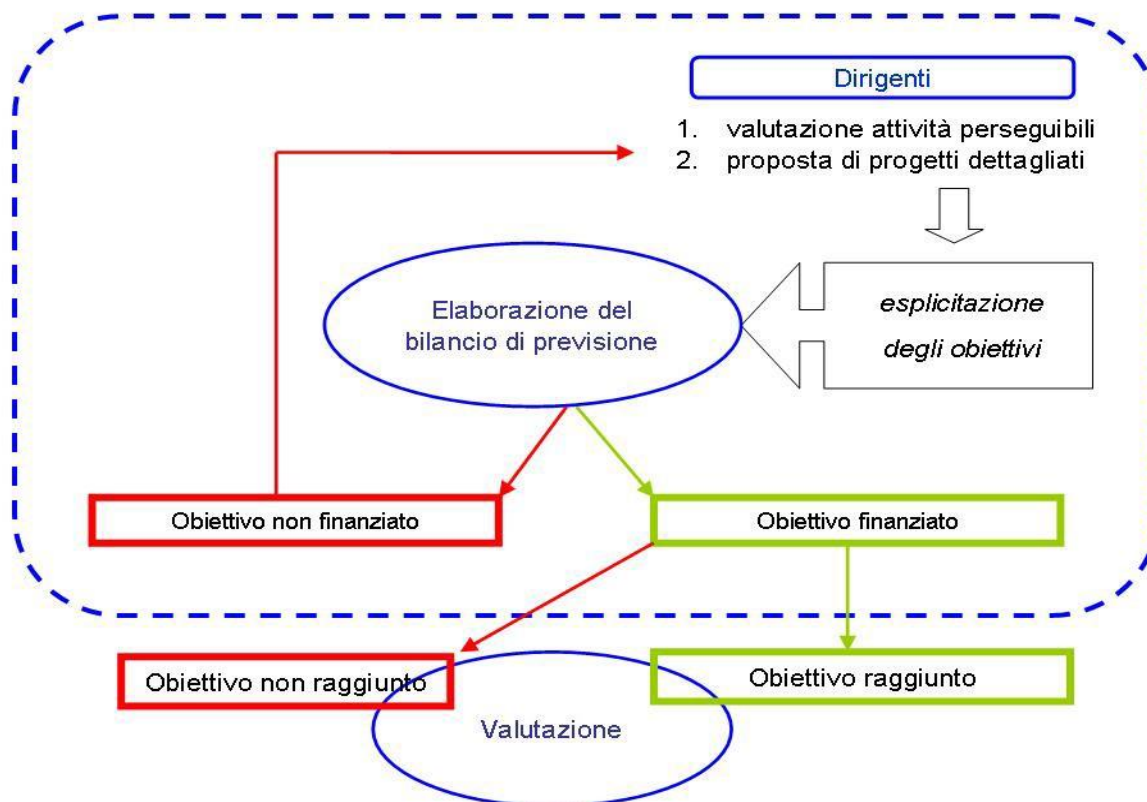 Dirigenti
1. valutazione attività perseguibili
2. proposta di progetti dettagliati
esplicitazione
degli obiettivi
Elaborazione del
bilancio di previsione
Obiettivo non finanziato
Obiettivo finanziato
Obiettivo non raggiunto
Obiettivo raggiunto
Valutazione